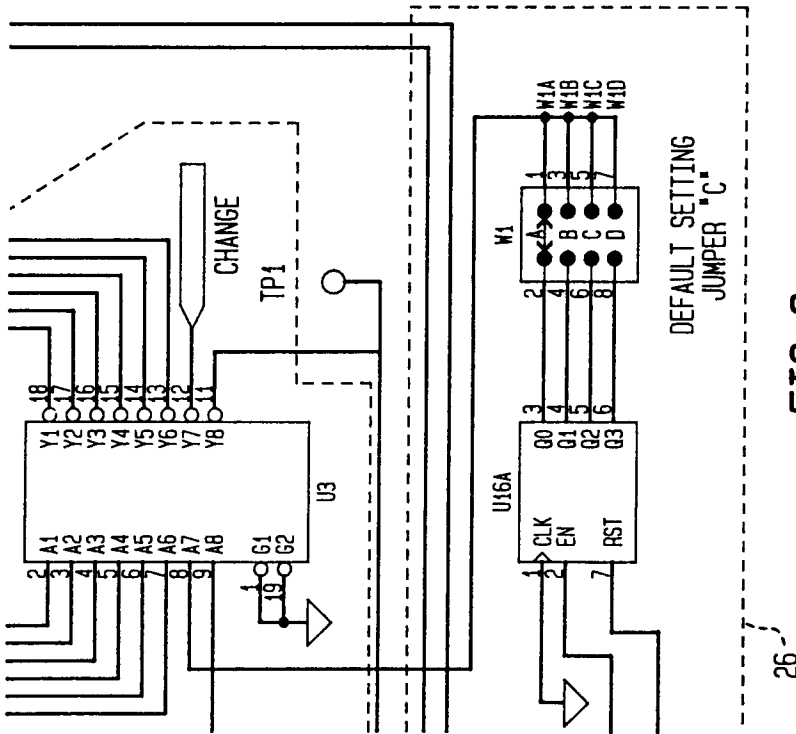 W1A
W1B
W1C
W1D
1
3
5
7
W1
A
B
C
D
2
4
6
8
DEFAULT SETTING
JUMPER "C"
CHANGE
TP1
18
17
16
15
14
13
12
11
Y1
Y2
Y3
Y4
Y5
Y6
Y7
Y8
U3
A1
A2
A3
A4
A5
A6
A7
A8
G1
G2
2
3
4
5
6
7
8
9
1
19
3
4
5
6
Q0
Q1
Q2
Q3
U16A
CLK
EN
RST
1
2
7
26